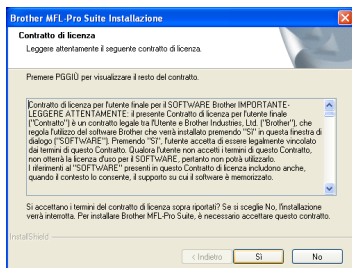 Brother MFL-Pro Suite Installazione
Contratto di licenza
Leggere attentamente il seguente contratto di licenza.
Premere PGGIÙ per visualizzare il resto del contratto.
Contratto di licenza per l'utente finale per il SOFTWARE Brother IMPORTANTE-
LEGGERE ATTENTAMENTE: il presente Contratto di licenza per l'utente finale
("Contratto") è un contratto legale tra l'Utente e Brother Industries, Ltd. ("Brother"), che
regola l'utilizzo del software Brother che verrà installato premendo "Sì" in questa finestra di
dialogo ("SOFTWARE"). Premendo "Sì", l'utente accetta di essere legalmente vincolato
dai termini di questo Contratto. Qualora l'utente non accetti i termini di questo Contratto,
non otterrà la licenza d'uso per il SOFTWARE, pertanto non potrà utilizzarlo.
I riferimenti al "SOFTWARE" presenti in questo Contratto di licenza includono anche,
quando il contesto lo consente, il supporto su cui il software è memorizzato.
Si accettano i termini del contratto di licenza sopra riportati? Se si sceglie No, l'installazione
verrà interrotta. Per installare Brother MFL-Pro Suite, è necessario accettare questo contratto.
InstallShield
< Indietro
Sì
No